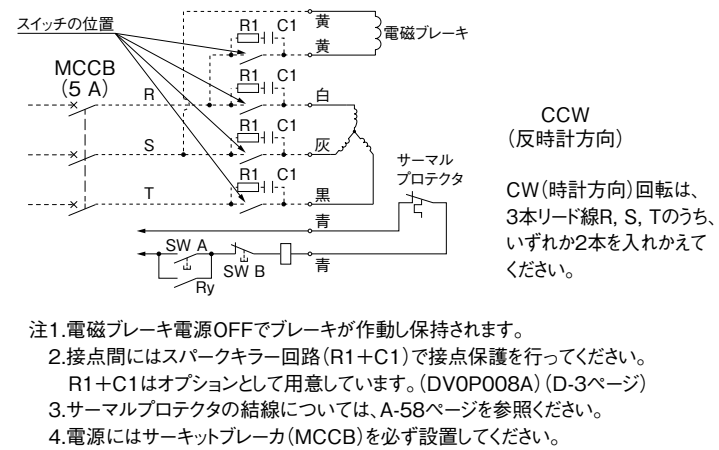 スイッチの位置
R1 C1
黄
電磁ブレーキ
黄
MCCB
(5 A)
R1 C1
R
白
R1 C1
S
灰
サーマル
プロテクタ
R1 C1
T
黒
青
SW A
SW B
青
Ry
CCW
(反時計方向)
CW(時計方向)回転は、
3本リード線R, S, Tのうち、
いずれか2本を入れかえて
ください。
注1.電磁ブレーキ電源OFFでブレーキが作動し保持されます。
2.接点間にはスパークキラー回路(R1+C1)で接点保護を行ってください。
R1+C1はオプションとして用意しています。(DV0P008A)(D-3ページ)
3.サーマルプロテクタの結線については、A-58ページを参照ください。
4.電源にはサーキットブレーカ(MCCB)を必ず設置してください。